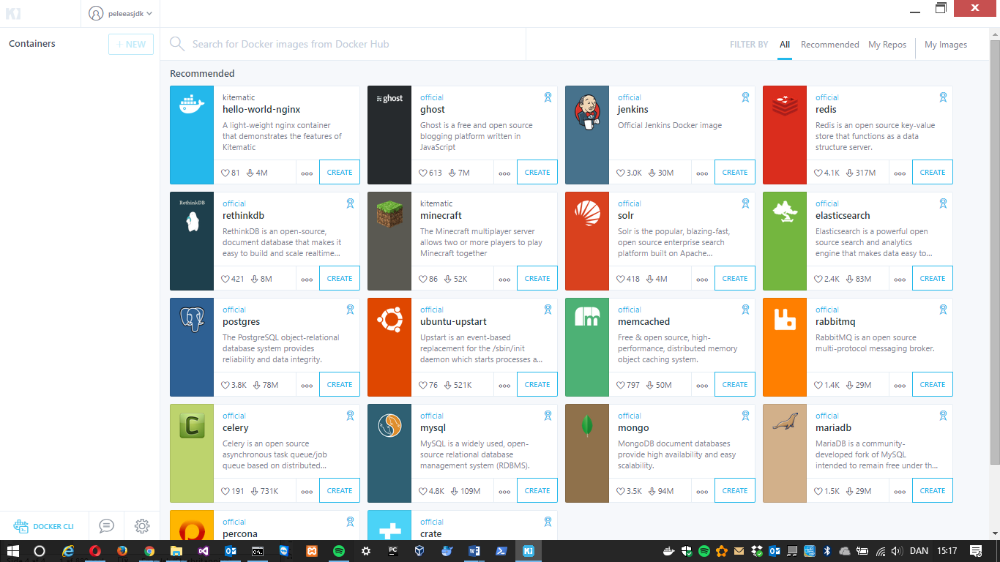 peleeasjdk
Containers
+ NEW
Search for Docker images from Docker Hub
FILTER BY All Recommended My Repos My Images
Recommended
kitematic
hello-world-nginx
A light-weight nginx container
that demonstrates the features of
Kitematic
81 4M
CREATE
ghost
official
ghost
Ghost is a free and open source
blogging platform written in
JavaScript
613 7M
CREATE
official
jenkins
Official Jenkins Docker image
3.0K 30M
CREATE
official
redis
Redis is an open source key-value
store that functions as a data
structure server.
4.1K 317M
CREATE
RethinkDB
official
rethinkdb
RethinkDB is an open-source,
document database that makes it
easy to build and scale realtime...
421 8M
CREATE
kitematic
minecraft
The Minecraft multiplayer server
allows two or more players to play
Minecraft together
86 52K
CREATE
official
solr
Solr is the popular, blazing-fast,
open source enterprise search
platform built on Apache...
418 4M
CREATE
official
elasticsearch
Elasticsearch is a powerful open
source search and analytics
engine that makes data easy to...
2.4K 83M
CREATE
official
postgres
The PostgreSQL object-relational
database system provides
reliability and data integrity.
3.8K 78M
CREATE
official
ubuntu-upstart
Upstart is an event-based
replacement for the /sbin/init
daemon which starts processes a...
76 521K
CREATE
m
official
memcached
Free & open source, high-
performance, distributed memory
object caching system.
797 50M
CREATE
official
rabbitmq
RabbitMQ is an open source
multi-protocol messaging broker.
1.4K 29M
CREATE
C
official
celery
Celery is an open source
asynchronous task queue/job
queue based on distributed...
191 731K
CREATE
official
mysql
MySQL is a widely used, open-
source relational database
management system (RDBMS).
4.8K 109M
CREATE
official
mongo
MongoDB document databases
provide high availability and easy
scalability.
3.5K 94M
CREATE
official
mariadb
MariaDB is a community-
developed fork of MySQL
intended to remain free under th...
1.5K 29M
CREATE
official
percona
official
crate
DOCKER CLI
DAN 15:17